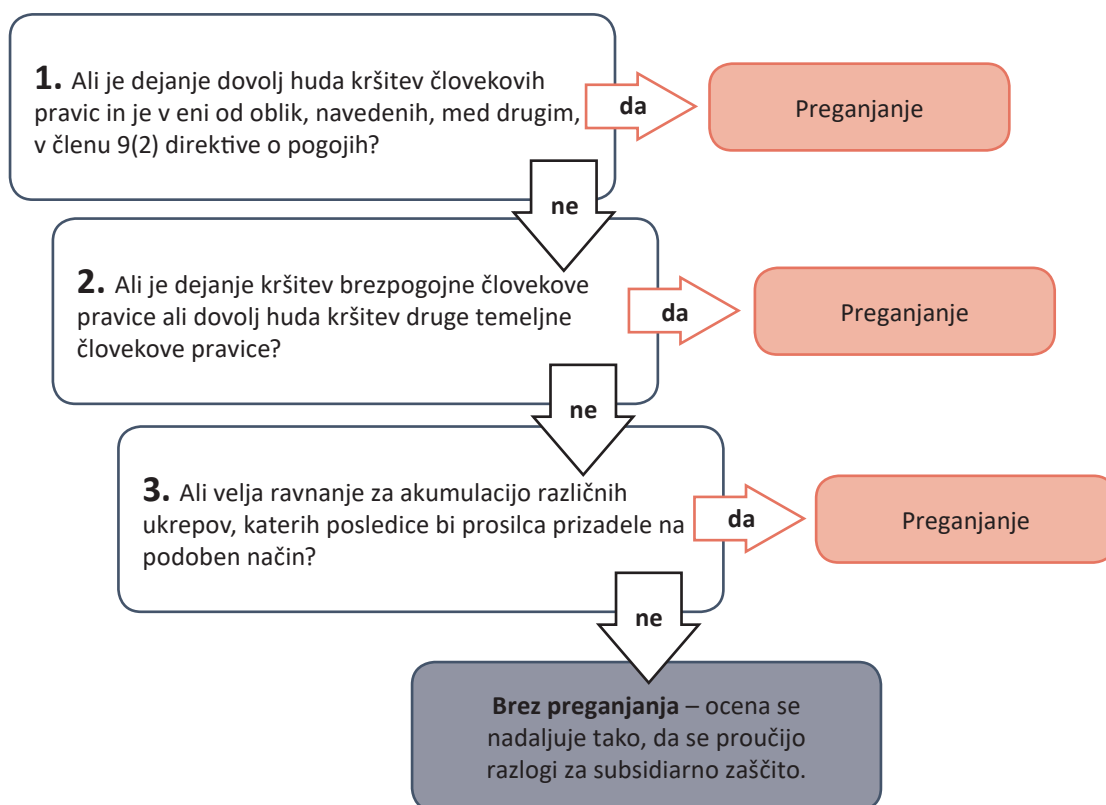 1. Ali je dejanje dovolj huda kršitev človekovih
pravic in je v eni od oblik, navedenih, med drugim,
v členu 9(2) direktive o pogojih?
da
Preganjanje
ne
2. Ali je dejanje kršitev brezpogojne človekove
pravice ali dovolj huda kršitev druge temeljne
človekove pravice?
da
Preganjanje
ne
3. Ali velja ravnanje za akumulacijo različnih
ukrepov, katerih posledice bi prosilca prizadele na
podoben način?
da
Preganjanje
ne
Brez preganjanja – ocena se
nadaljuje tako, da se proučijo
razlogi za subsidiarno zaščito.